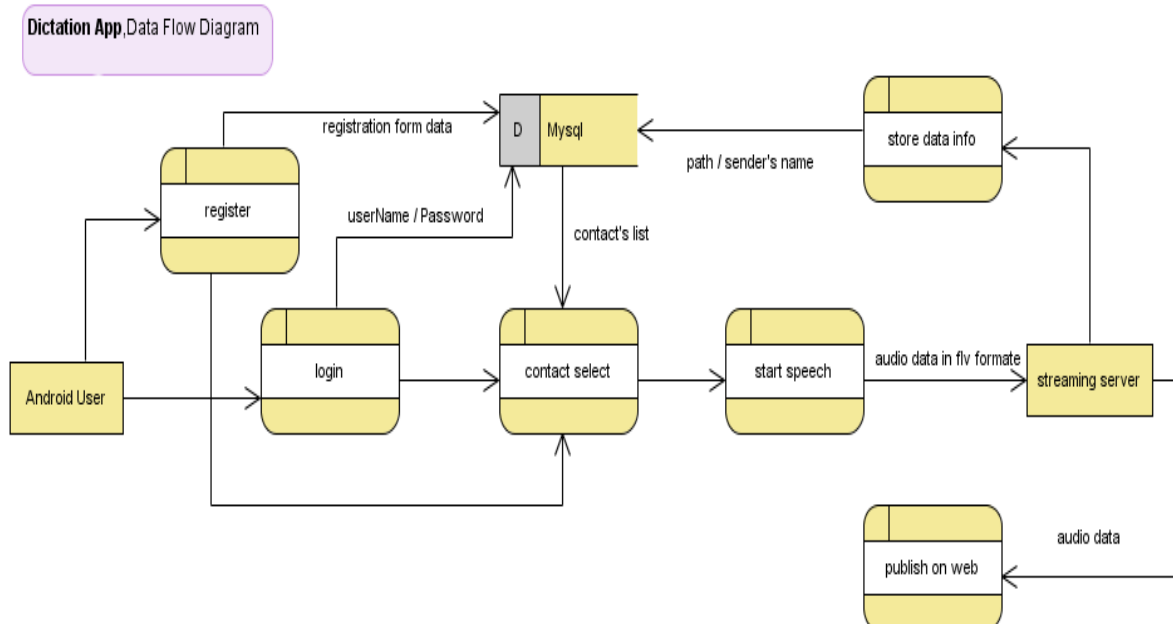 Dictation App,Data Flow Diagram
D
Mysql
store data info
registration form data
path / sender's name
register
userName / Password
contact's list
login
contact select
start speech
audio data in flv formate
streaming server
Android User
audio data
publish on web